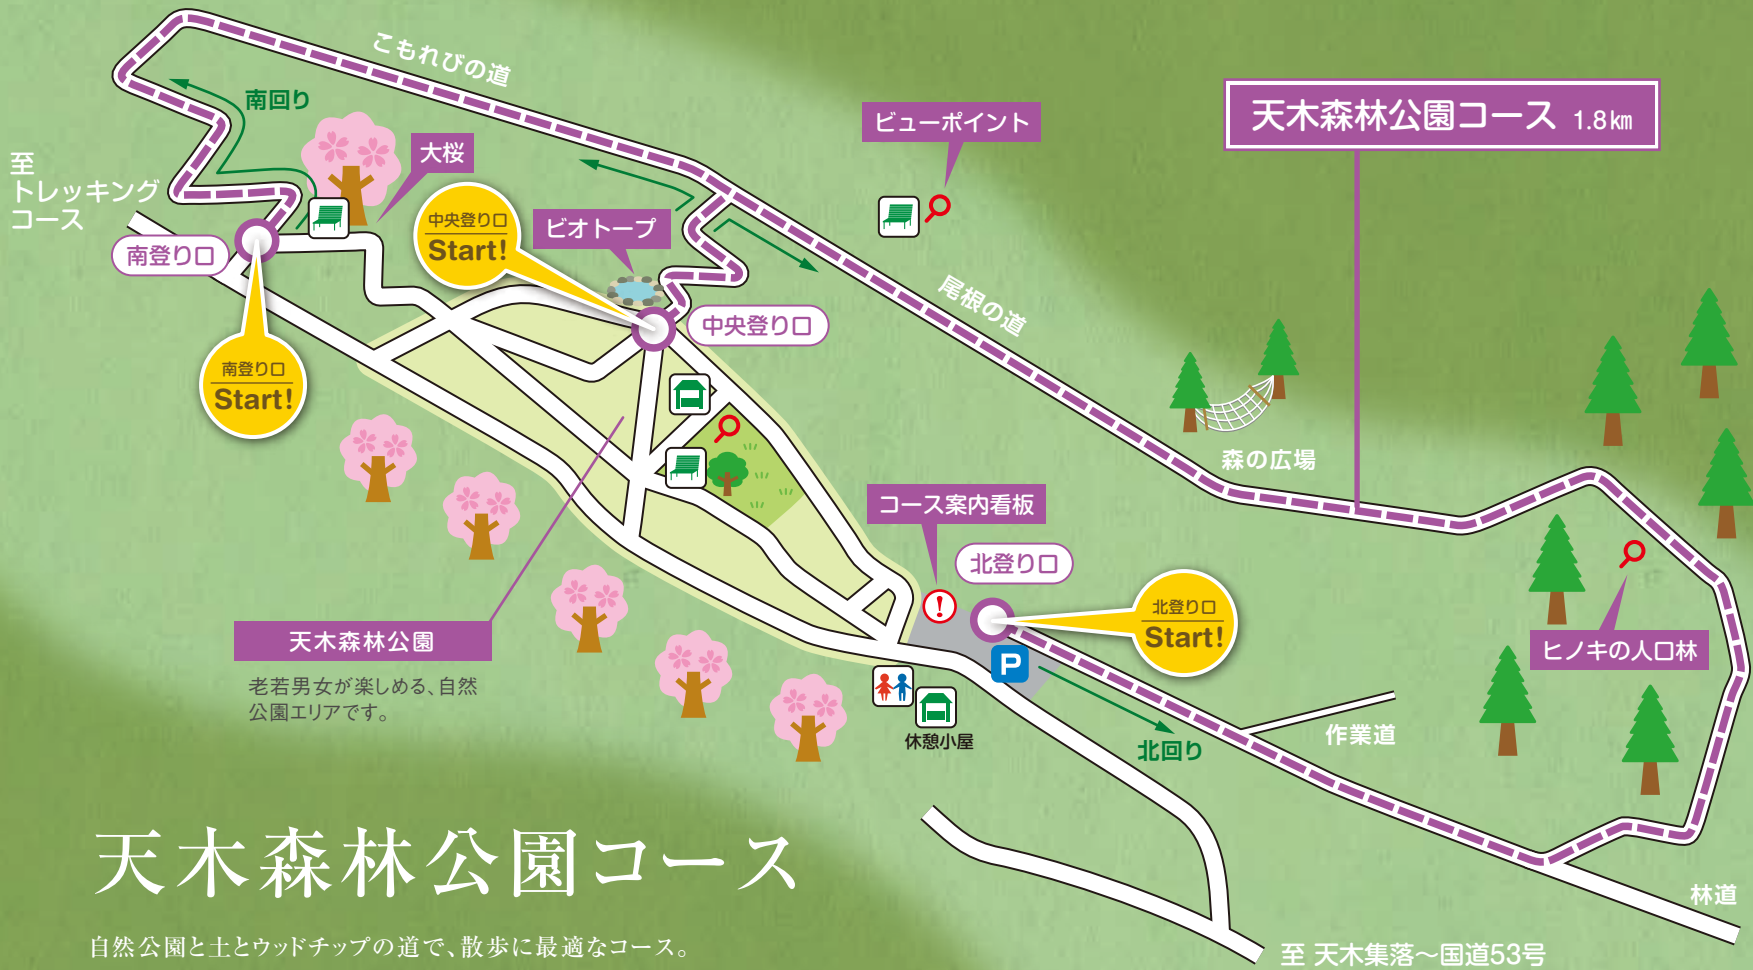 こもれびの道
南回り
天木森林公園コース 1.8km
ビューポイント
大桜
至
トレッキング
コース
中央登り口
Start!
ビオトープ
南登り口
中央登り口
尾根の道
南登り口
Start!
森の広場
コース案内看板
北登り口
!
北登り口
Start!
天木森林公園
老若男女が楽しめる、自然
公園エリアです。
P
ヒノキの人口林
休憩小屋
北回り
作業道
天木森林公園コース
林道
自然公園と土とウッドチップの道で、散歩に最適なコース。
至 天木集落～国道53号